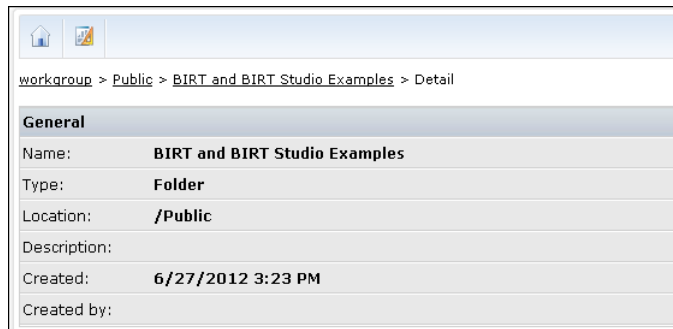 workgroup > Public > BIRT and BIRT Studio Examples > Detail
General
Name: BIRT and BIRT Studio Examples
Type: Folder
Location: /Public
Description:
Created: 6/27/2012 3:23 PM
Created by: